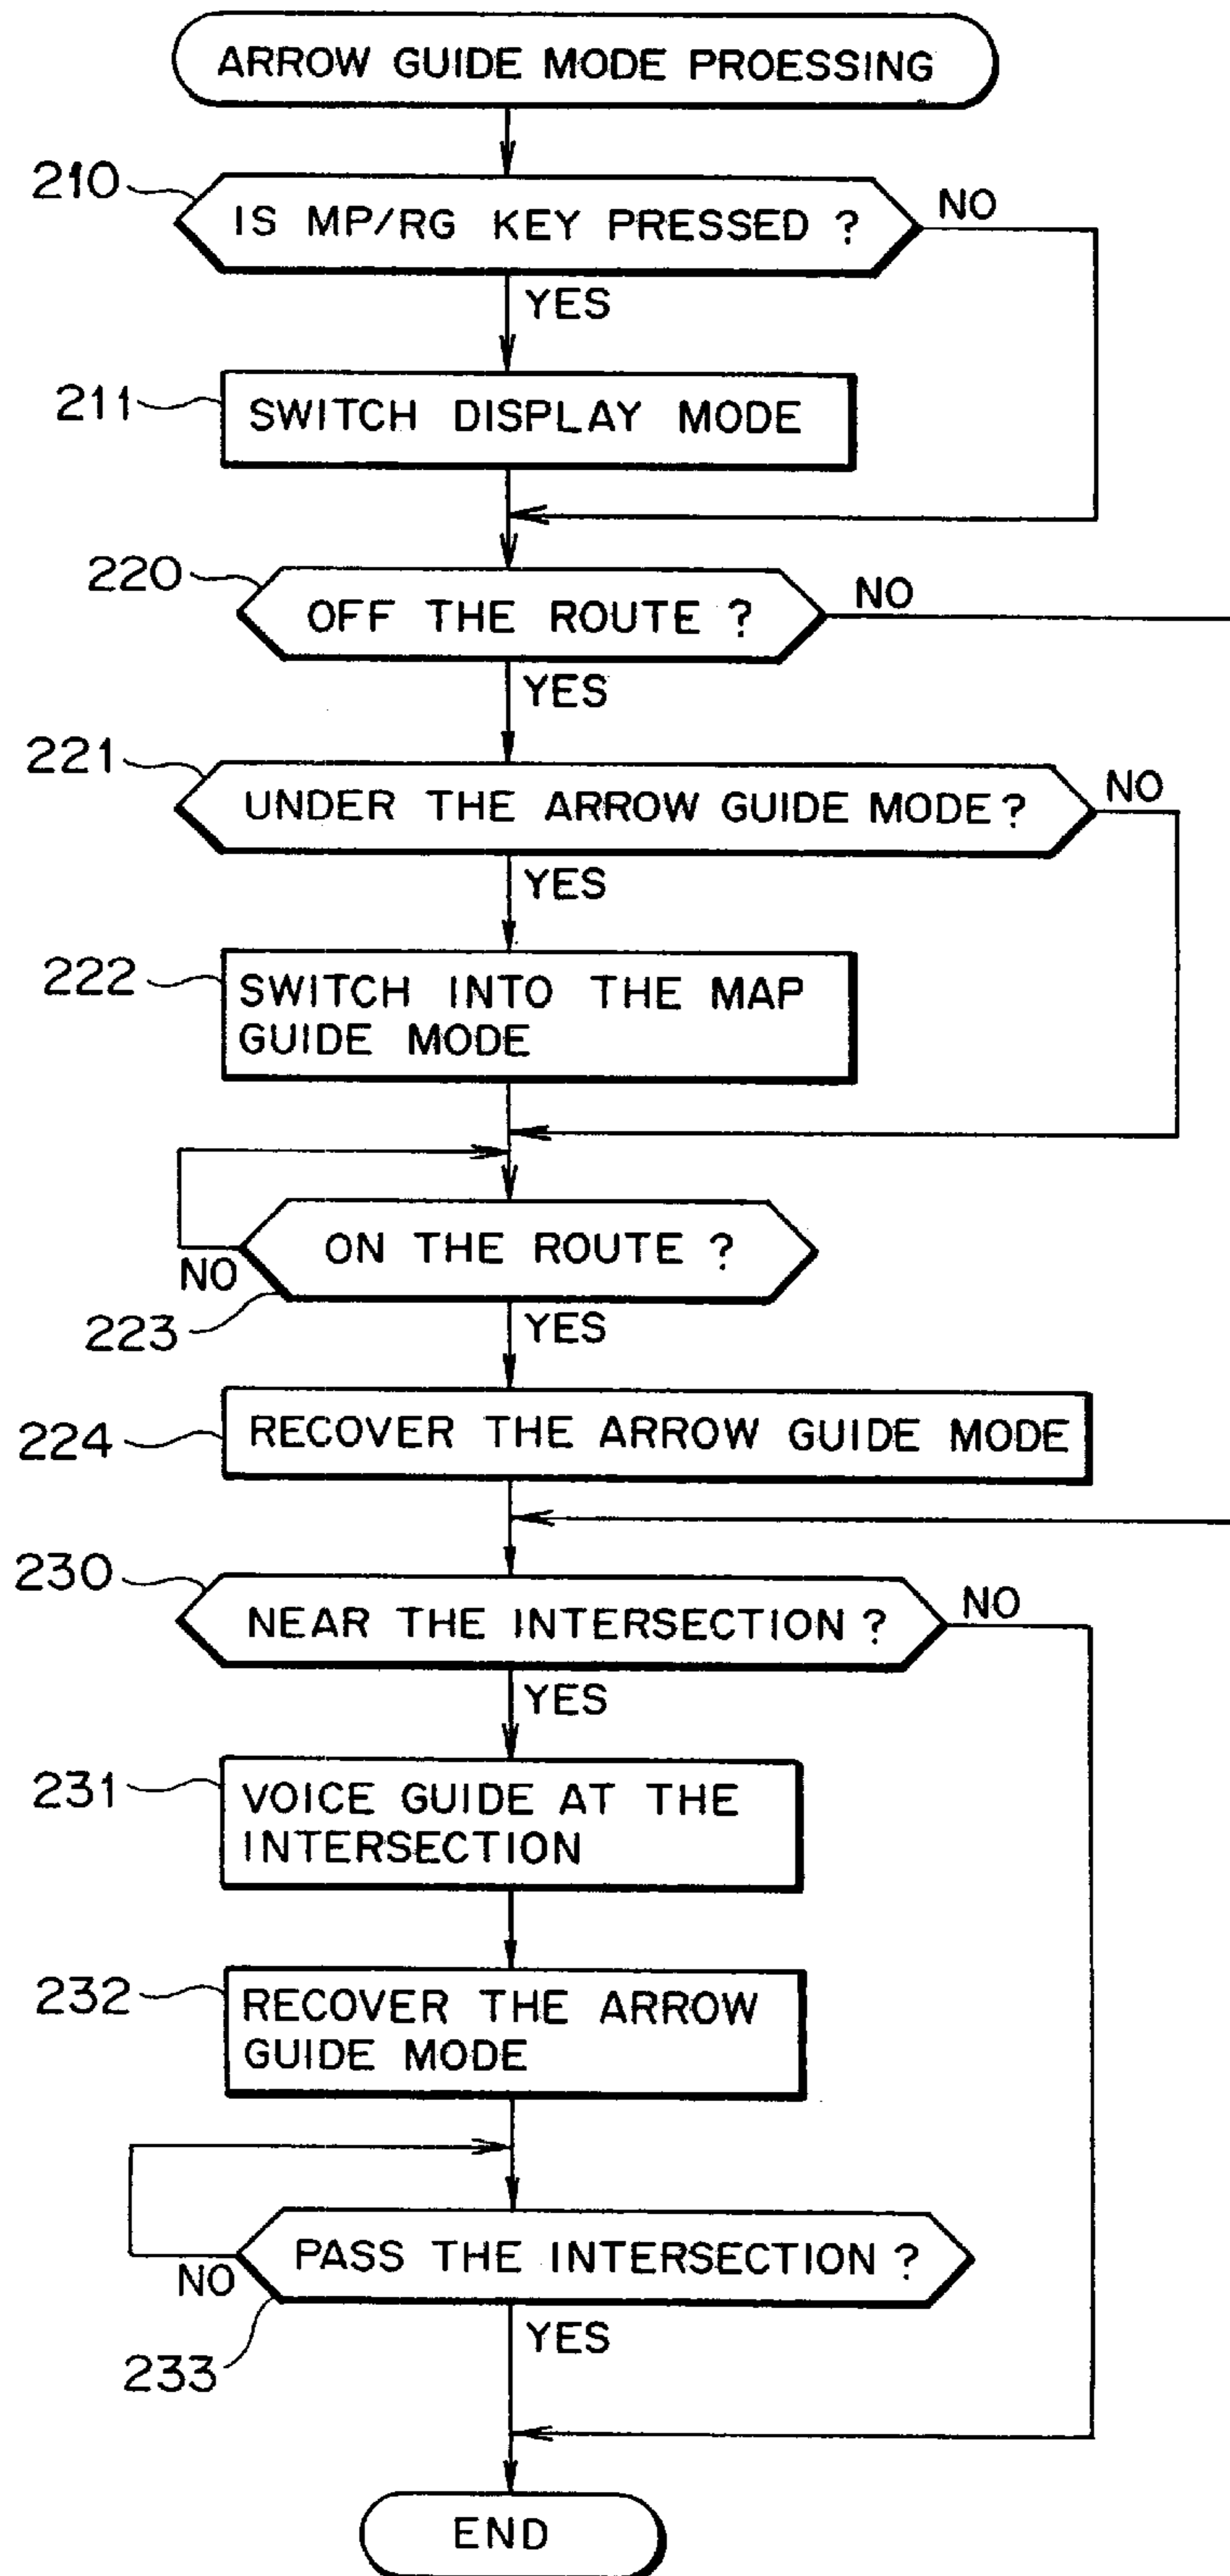 ARROW GUIDE MODE PROESSING
210
IS MP/RG KEY PRESSED ?
NO
YES
211
SWITCH DISPLAY MODE
220
OFF THE ROUTE ?
NO
YES
221
UNDER THE ARROW GUIDE MODE ?
NO
YES
222
SWITCH INTO THE MAP
GUIDE MODE
ON THE ROUTE ?
NO
223
YES
224
RECOVER THE ARROW GUIDE MODE
230
NEAR THE INTERSECTION ?
NO
YES
231
VOICE GUIDE AT THE
INTERSECTION
232
RECOVER THE ARROW
GUIDE MODE
PASS THE INTERSECTION ?
NO
233
YES
END